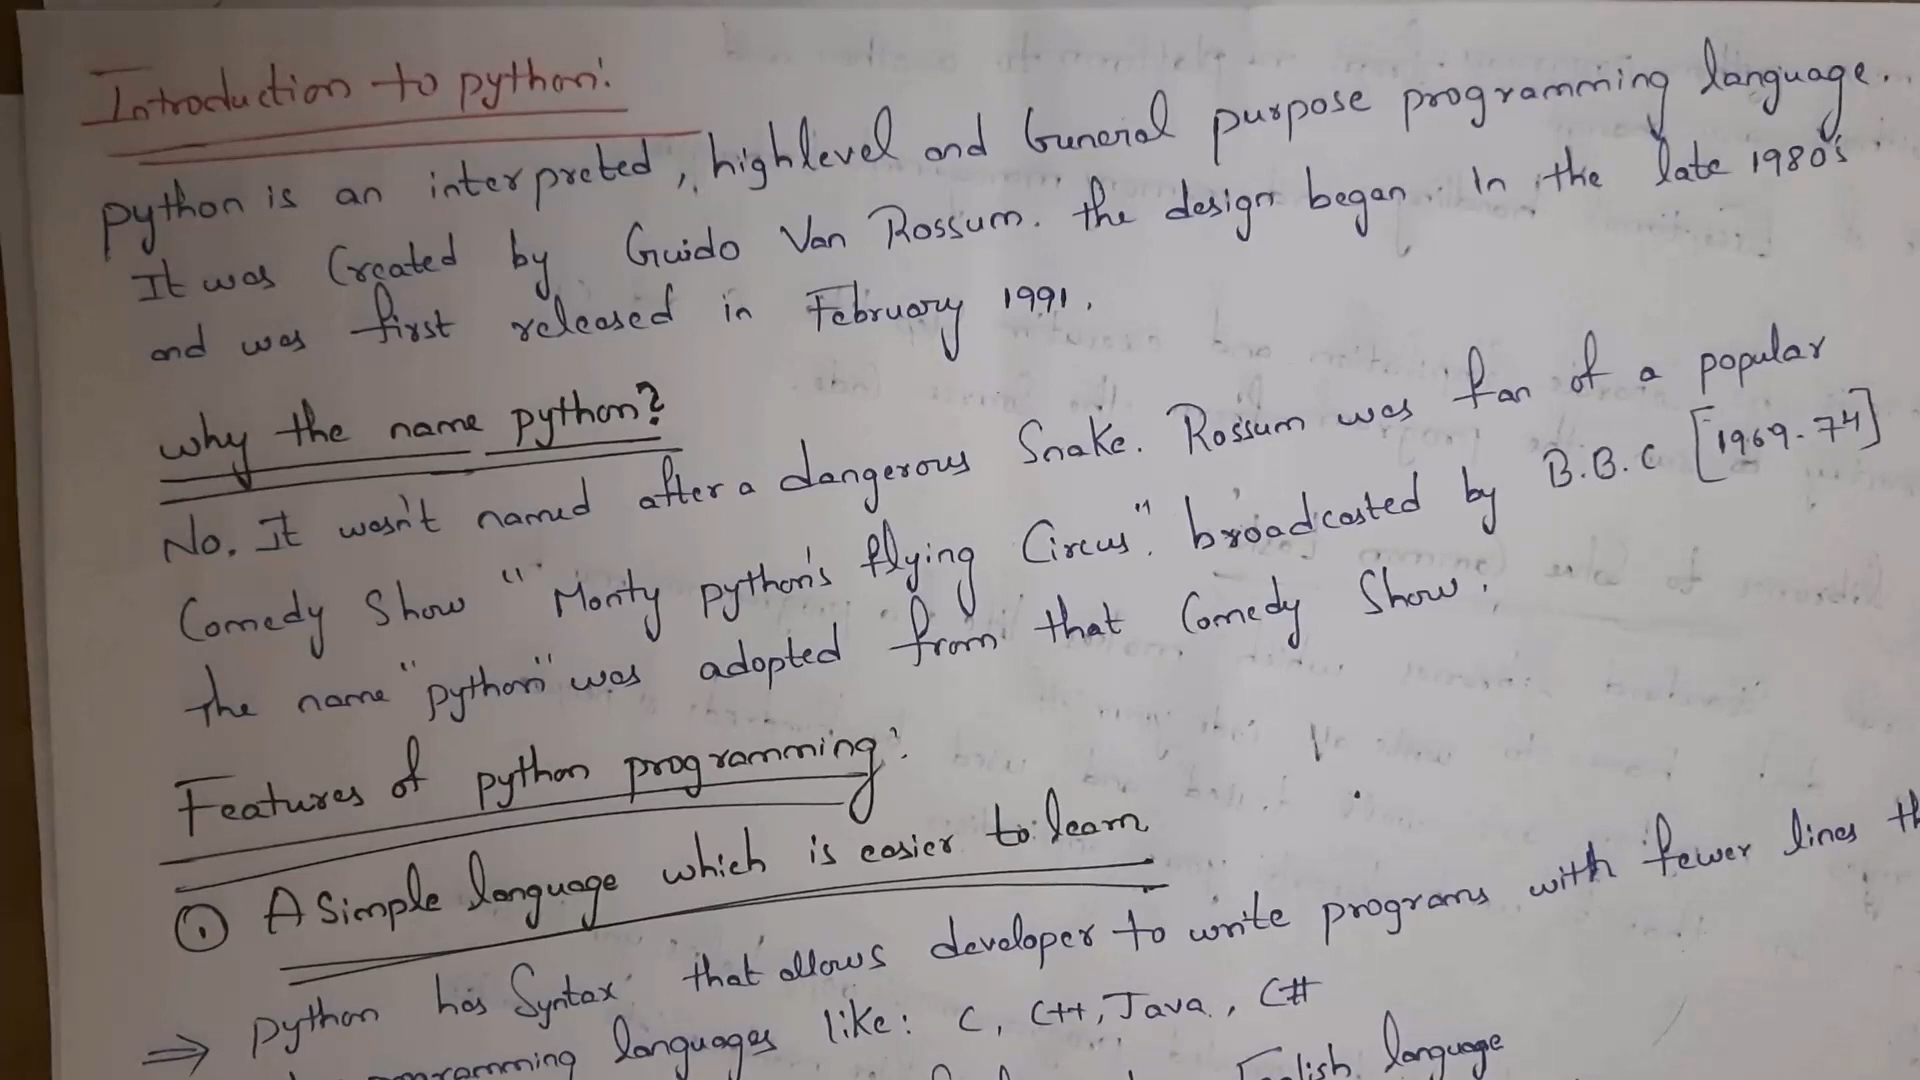 Introduction to python:
python is an interpreted, highlevel and General purpose programming language.
It was Created by Guido Van Rossum. the design began In the late 1980's
and was first released in February 1991.
why the name python?
No. It wasn't named after a dangerous Snake. Rossum was fan of a popular
Comedy Show "Monty python's flying Circus". broadcasted by B.B.C [1969-74]
the name "python" was adopted from that Comedy Show.
Features of python programming:
① A Simple language which is easier to learn
⇒ python has Syntax that allows developer to write programs with fewer lines
languages like: C, C++, Java, C#
language